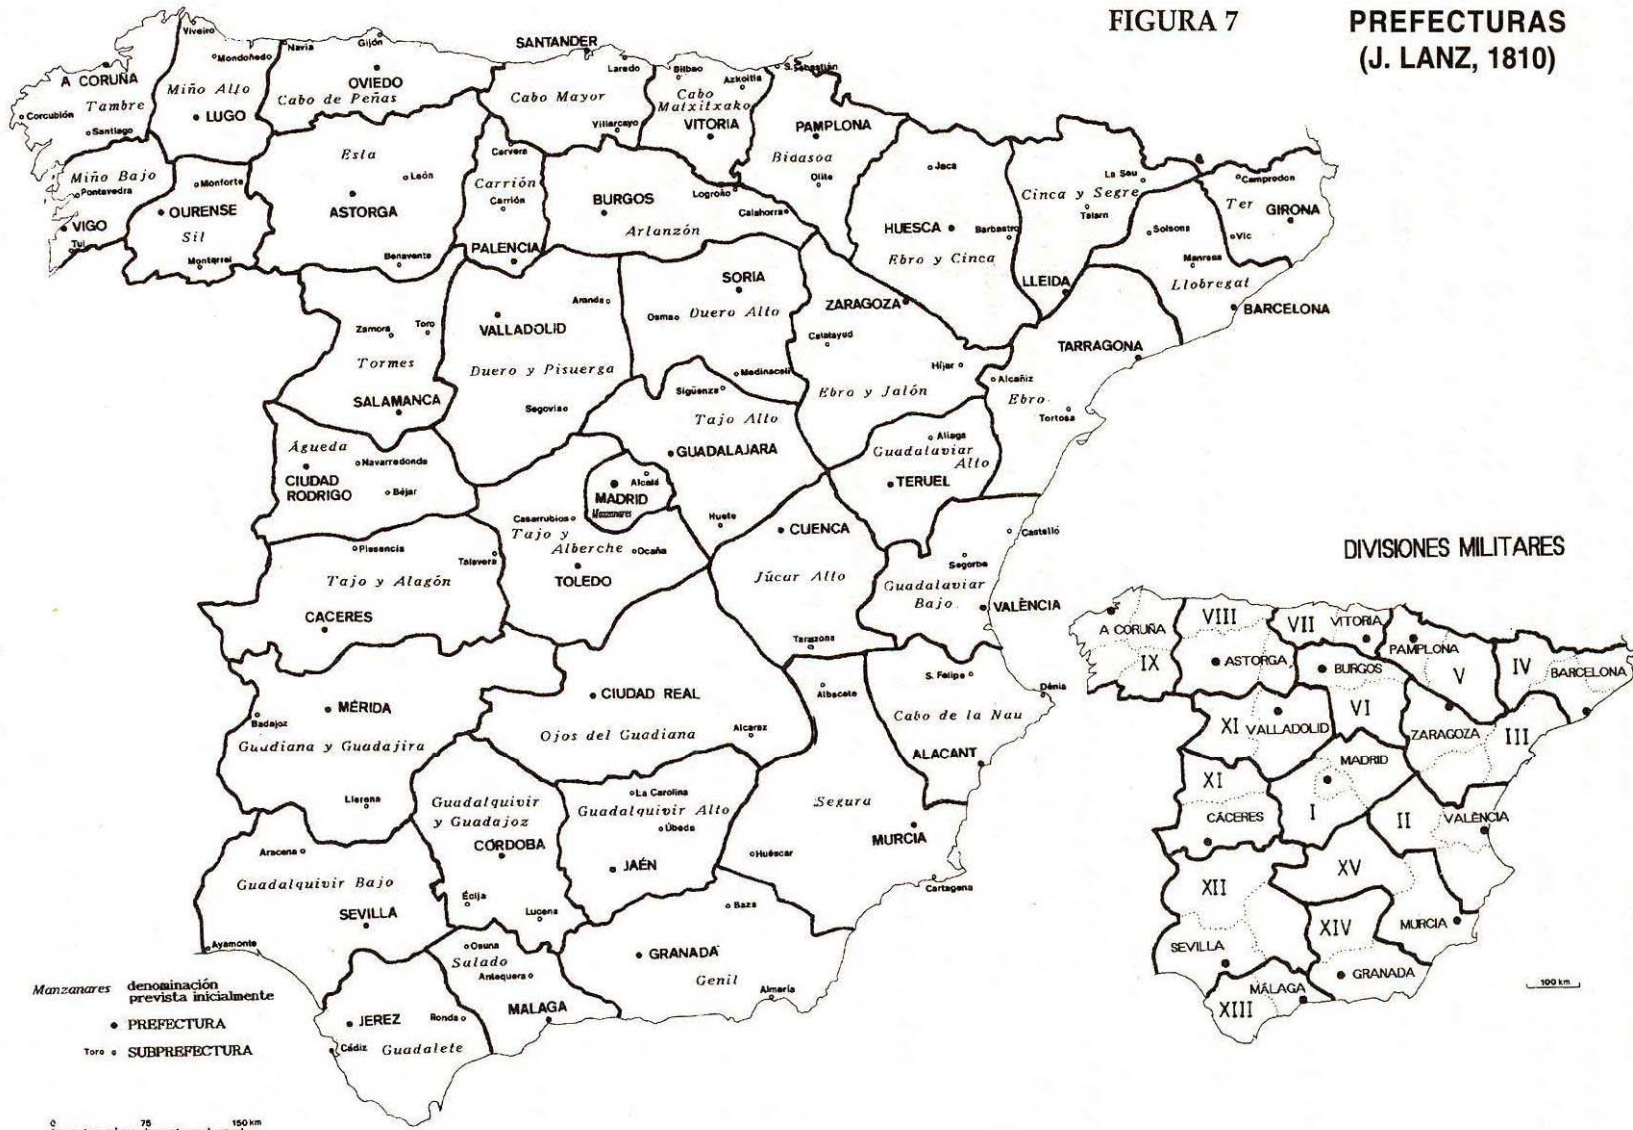 FIGURA 7
PREFECTURAS
(J. LANZ, 1810)
Viveiro
Mondoñedo
Navia
Gijón
SANTANDER
Laredo
Bilbao
Azkoitia
S. Sebastián
A CORUÑA
Tambre
Corcubión
Santiago
Miño Alto
LUGO
OVIEDO
Cabo de Peñas
Cabo Mayor
Villarcayo
Cabo
Matxitxako
VITORIA
PAMPLONA
Bidasoa
Olite
Miño Bajo
Pontevedra
VIGO
Tui
Monforte
OURENSE
Sil
Monterrei
Esla
León
ASTORGA
Benavente
Cervera
Carrión
Carrión
PALENCIA
BURGOS
Arlanzón
Logroño
Calahorra
Jaca
HUESCA
Barbastro
Ebro y Cinca
La Seu
Cinca y Segre
Talarn
LLEIDA
Camprodon
Ter
GIRONA
Vic
Solsona
Manresa
Llobregat
BARCELONA
Zamora
Toro
Tormes
SALAMANCA
Aranda
VALLADOLID
Duero y Pisuerga
Segovia
SORIA
Osma
Duero Alto
Medinaceli
ZARAGOZA
Calatayud
Híjar
Ebro y Jalón
TARRAGONA
Alcañiz
Ebro
Tortosa
Sigüenza
Tajo Alto
GUADALAJARA
Huete
Águeda
Navarredonda
CIUDAD
RODRIGO
Béjar
Alcalá
MADRID
Manzanares
Casarrubios
Tajo y
Alberche
Ocaña
TOLEDO
Aliaga
Guadalaviar
Alto
TERUEL
CUENCA
Júcar Alto
Tarazona
Castelló
Segorbe
Guadalaviar
Bajo
VALÈNCIA
Plasencia
Talavera
Tajo y Alagón
CACERES
MÉRIDA
Badajoz
Guadiana y Guadajira
Llerena
CIUDAD REAL
Ojos del Guadiana
Alcaraz
Albacete
S. Felipe
Dénia
Cabo de la Nau
ALACANT
Segura
MURCIA
Huéscar
Cartagena
Guadalquivir
y Guadajoz
CÓRDOBA
Écija
Lucena
La Carolina
Guadalquivir Alto
Úbeda
JAÉN
Aracena
Guadalquivir Bajo
SEVILLA
Ayamonte
Osuna
Salado
Antequera
MALAGA
Baza
GRANADA
Genil
Almería
JEREZ
Ronda
Cádiz
Guadalete
Manzanares denominación
prevista inicialmente
PREFECTURA
Toro SUBPREFECTURA
0 75 150 km
DIVISIONES MILITARES
A CORUÑA
IX
VIII
ASTORGA
VII
VITORIA
BURGOS
PAMPLONA
V
IV
BARCELONA
XI
VALLADOLID
VI
ZARAGOZA
III
MADRID
I
XI
CÁCERES
II
VALÈNCIA
XII
XV
SEVILLA
XIV
MURCIA
GRANADA
MÁLAGA
XIII
100 km